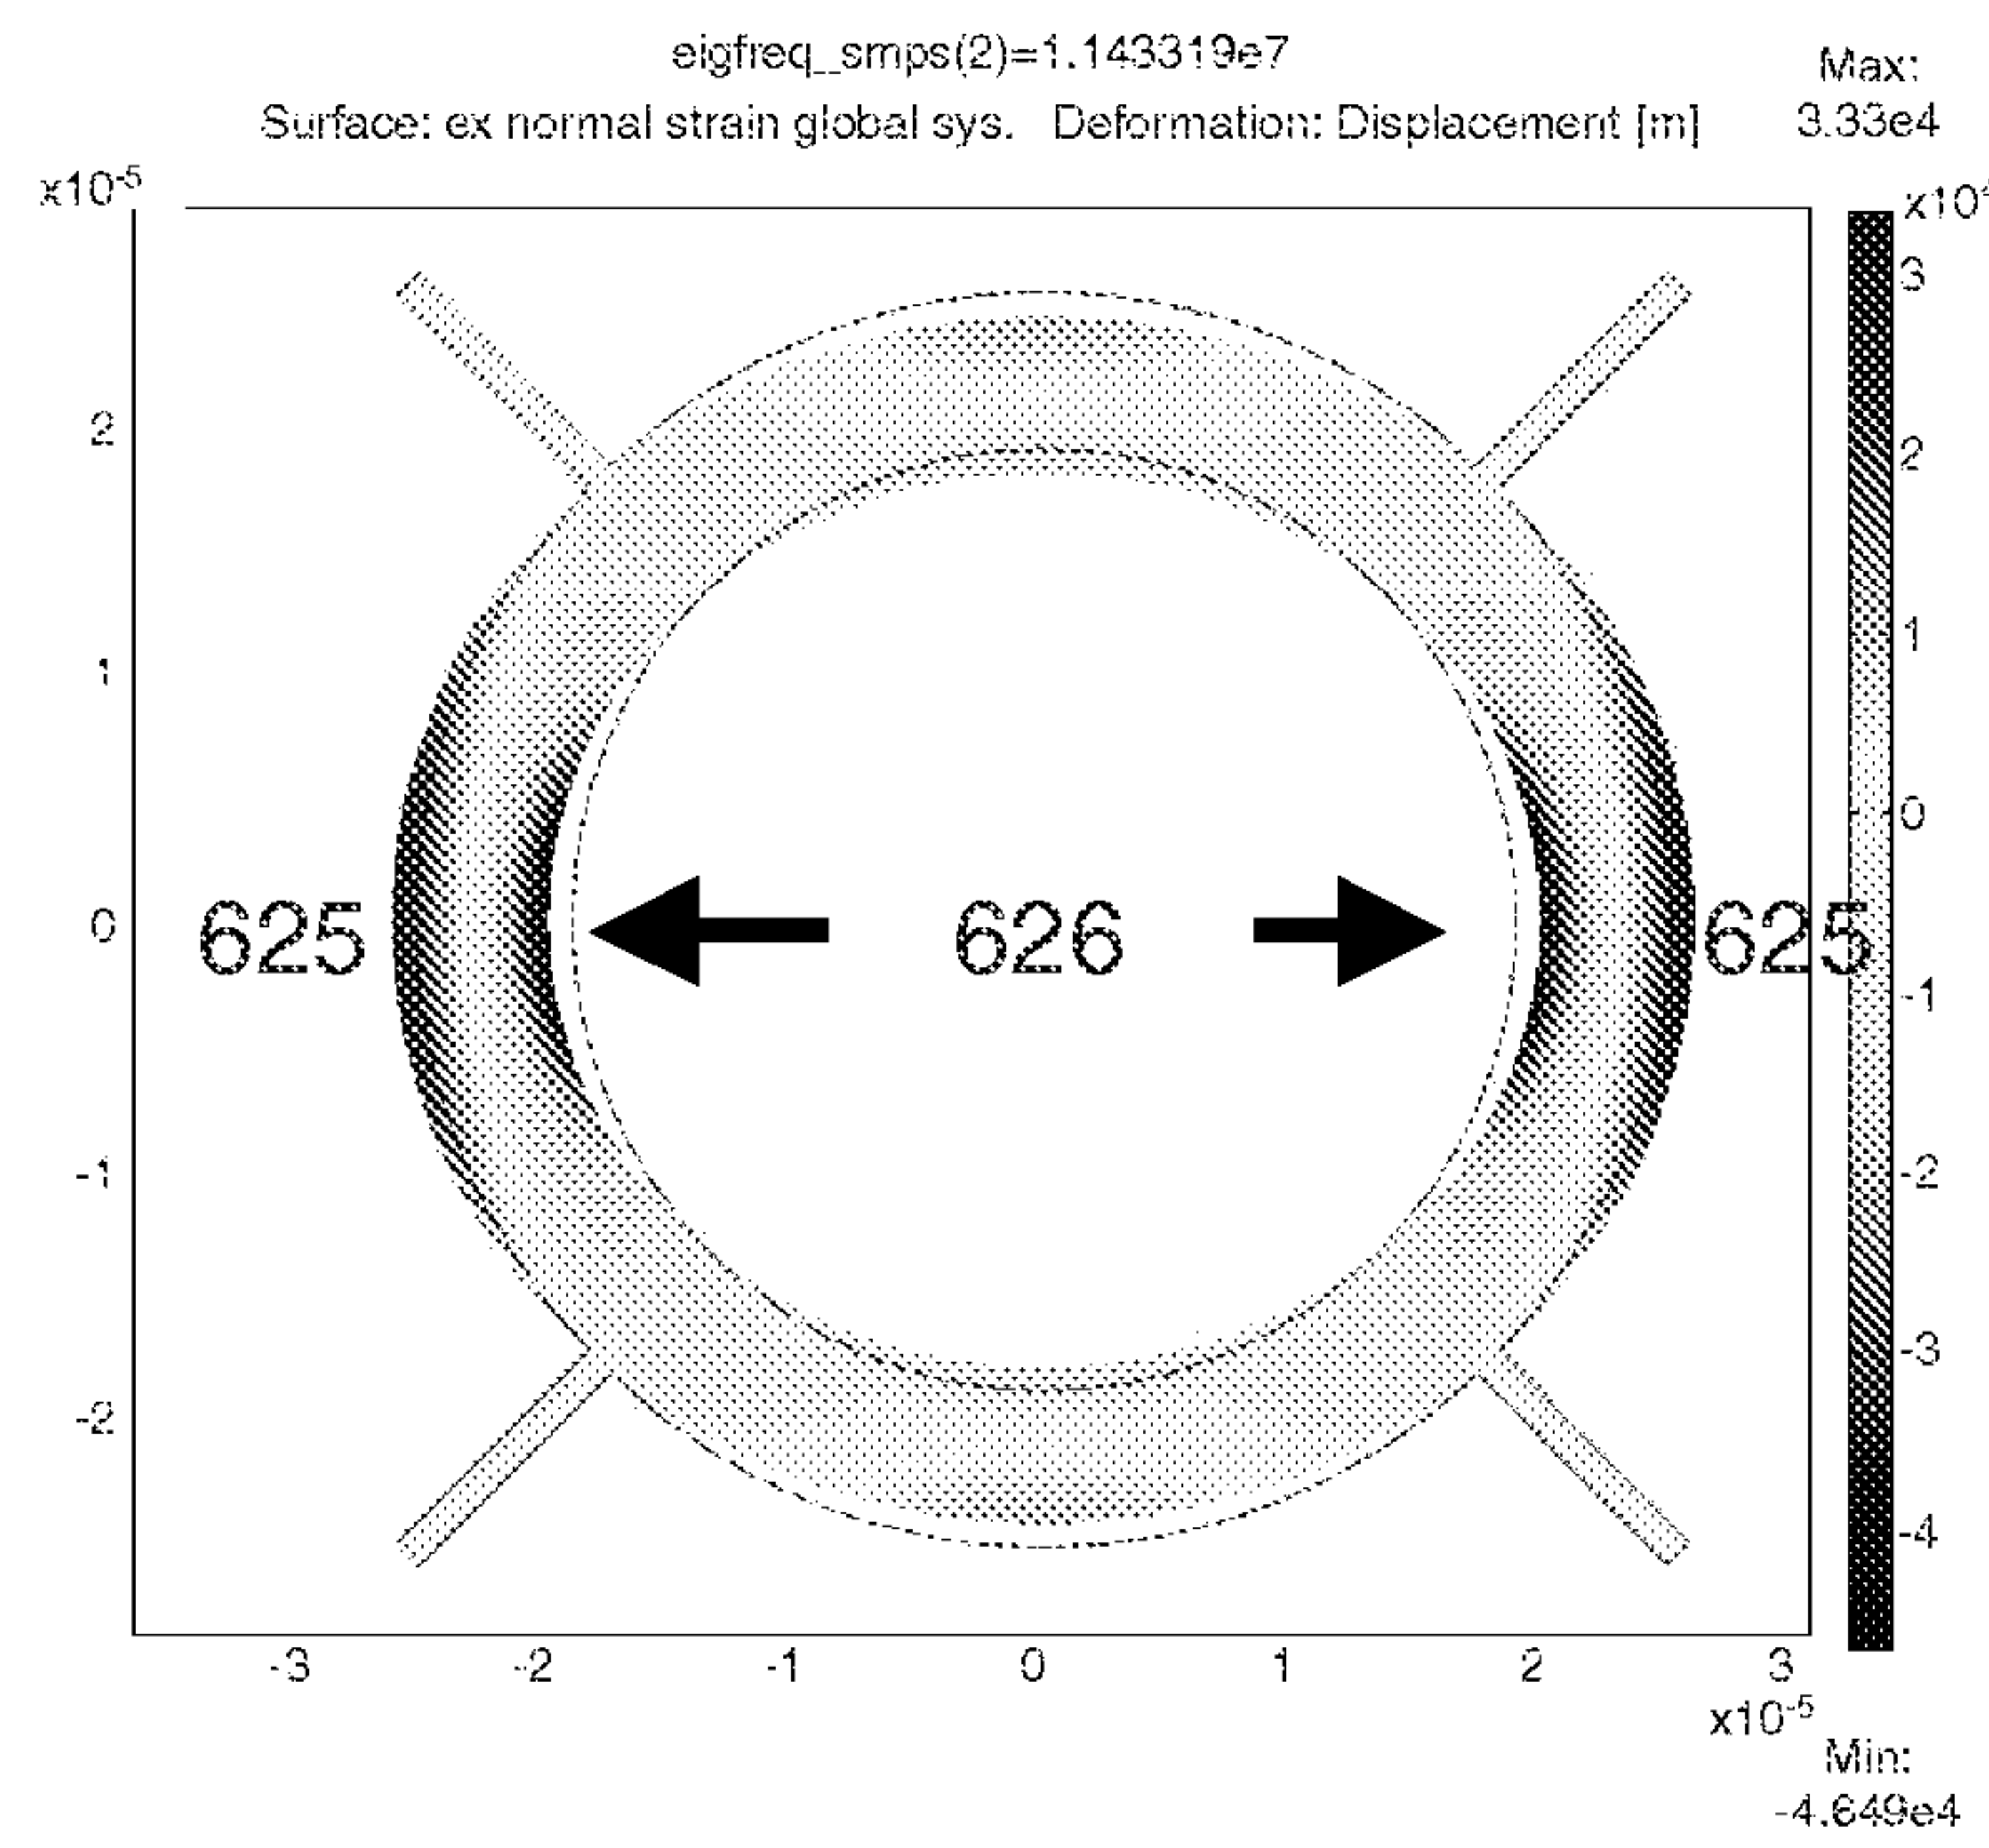 eigfreq_smps(2)=1.143319e7
Surface: ex normal strain global sys. Deformation: Displacement [m]
Max:
3.33e4
x10-5
x10
3
2
1
0
-1
-2
-3
-4
2
1
0
-1
-2
625
626
625
-3
-2
-1
0
1
2
3
x10-5
Min:
-4.649e4